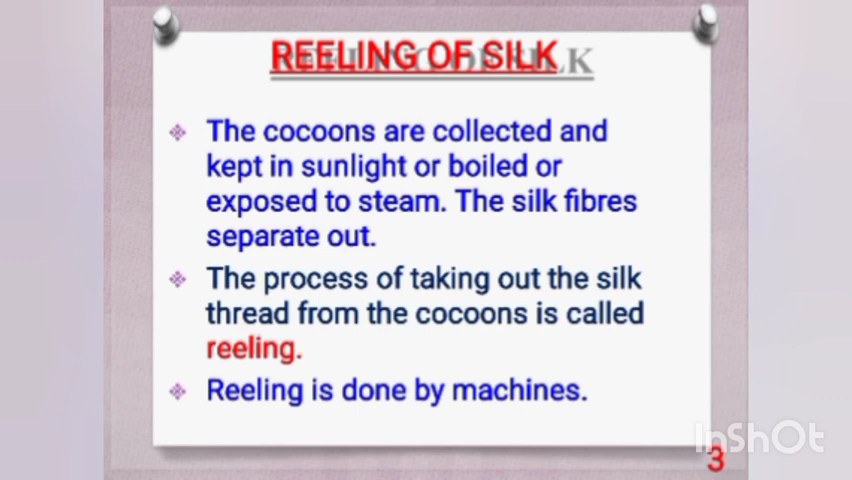 REELING OF SILK
The cocoons are collected and
kept in sunlight or boiled or
exposed to steam. The silk fibres
separate out.
The process of taking out the silk
thread from the cocoons is called
reeling.
Reeling is done by machines.
InShOt
3